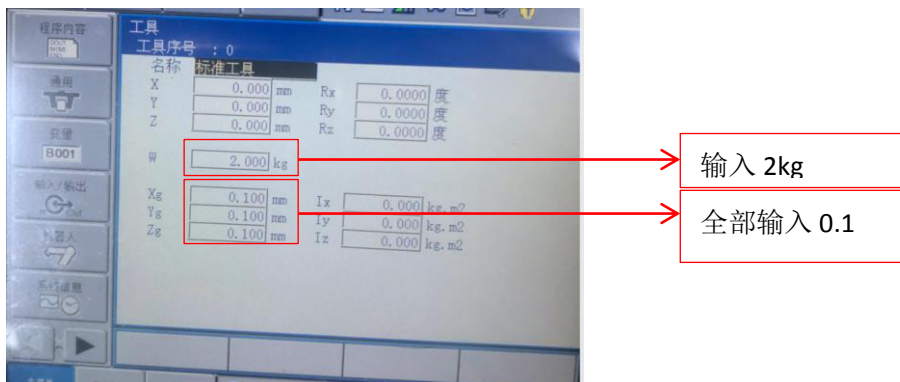 程序内容
工具
工具序号 : 0
名称 标准工具
X 0.000 mm Rx 0.0000 度
Y 0.000 mm Ry 0.0000 度
Z 0.000 mm Rz 0.0000 度
通用
变量
B001
W 2.000 kg
输入 2kg
输入/输出
In Out
Xg 0.100 mm Ix 0.000 kg.m2
Yg 0.100 mm Iy 0.000 kg.m2
Zg 0.100 mm Iz 0.000 kg.m2
全部输入 0.1
机器人
系统信息